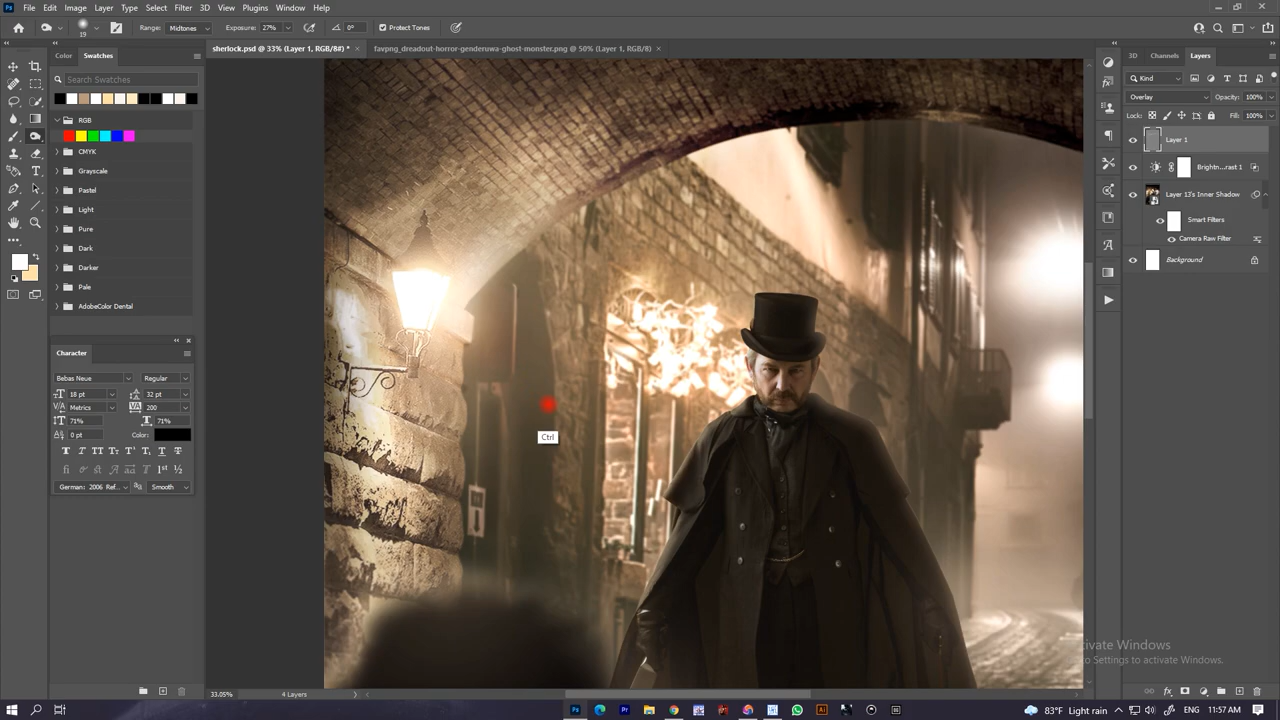 Ps File Edit Image Layer Type Select Filter 3D View Plugins Window Help
19 Range: Midtones Exposure: 27% 0° Protect Tones
sherlock.psd @ 33% (Layer 1, RGB/8#) * × favpng_dreadout-horror-genderuwa-ghost-monster.png @ 50% (Layer 1, RGB/8) ×
Color Swatches
Search Swatches
RGB
CMYK
Grayscale
Pastel
Light
Pure
Dark
Darker
Pale
AdobeColor Dental
Character
Bebas Neue Regular
18 pt 32 pt
Metrics 200
71% 71%
0 pt Color:
German: 2006 Ref... Smooth
Ctrl
3D Channels Layers
Kind
Overlay Opacity: 100%
Lock: Fill: 100%
Layer 1
Brightn...rast 1
Layer 13's Inner Shadow
Smart Filters
Camera Raw Filter
Background
Activate Windows
Go to Settings to activate Windows.
33.05% 4 Layers
83°F Light rain ENG 11:57 AM